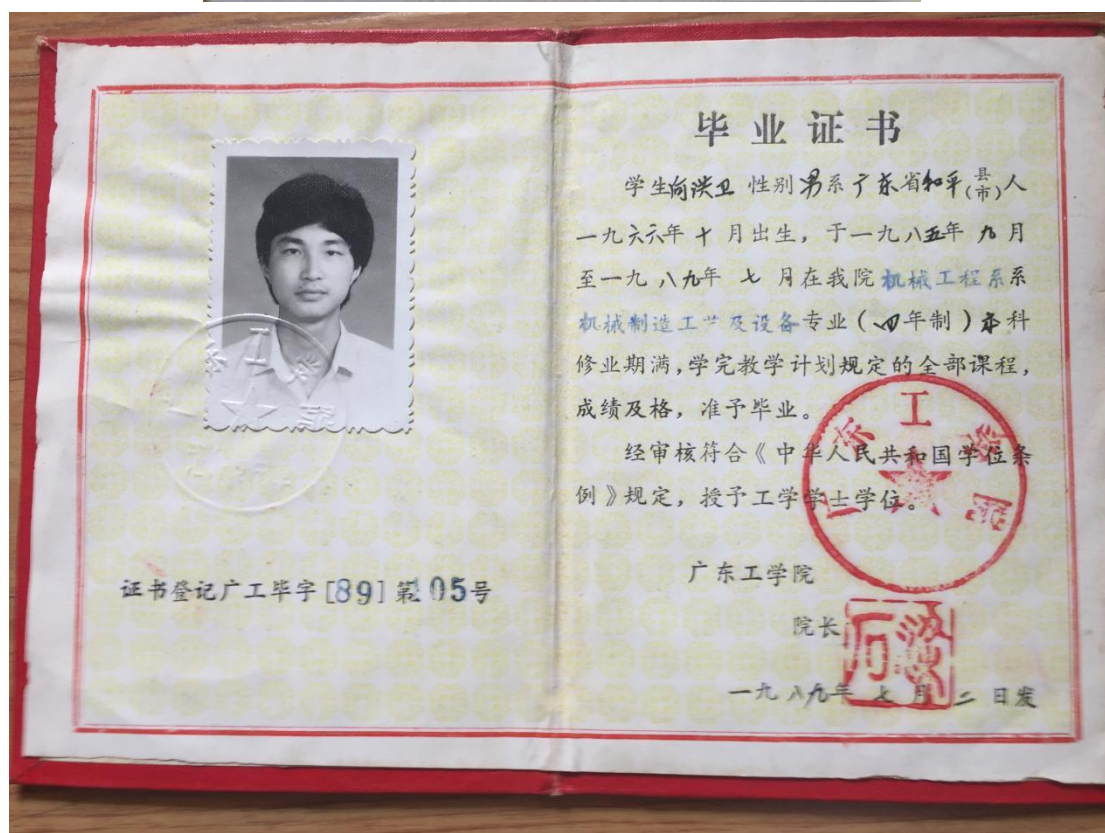 证书登记广工毕字[89]第105号
毕业证书
学生向洪卫 性别男系广东省和平(县市)人
一九六六年十月出生，于一九八五年九月
至一九八九年七月在我院机械工程系系
机械制造工艺及设备专业(四年制)本科
修业期满，学完教学计划规定的全部课程，
成绩及格，准予毕业。
经审核符合《中华人民共和国学位条
例》规定，授予工学学士学位。
广东工学院
广东工学院
院长
一九八九年七月二日发